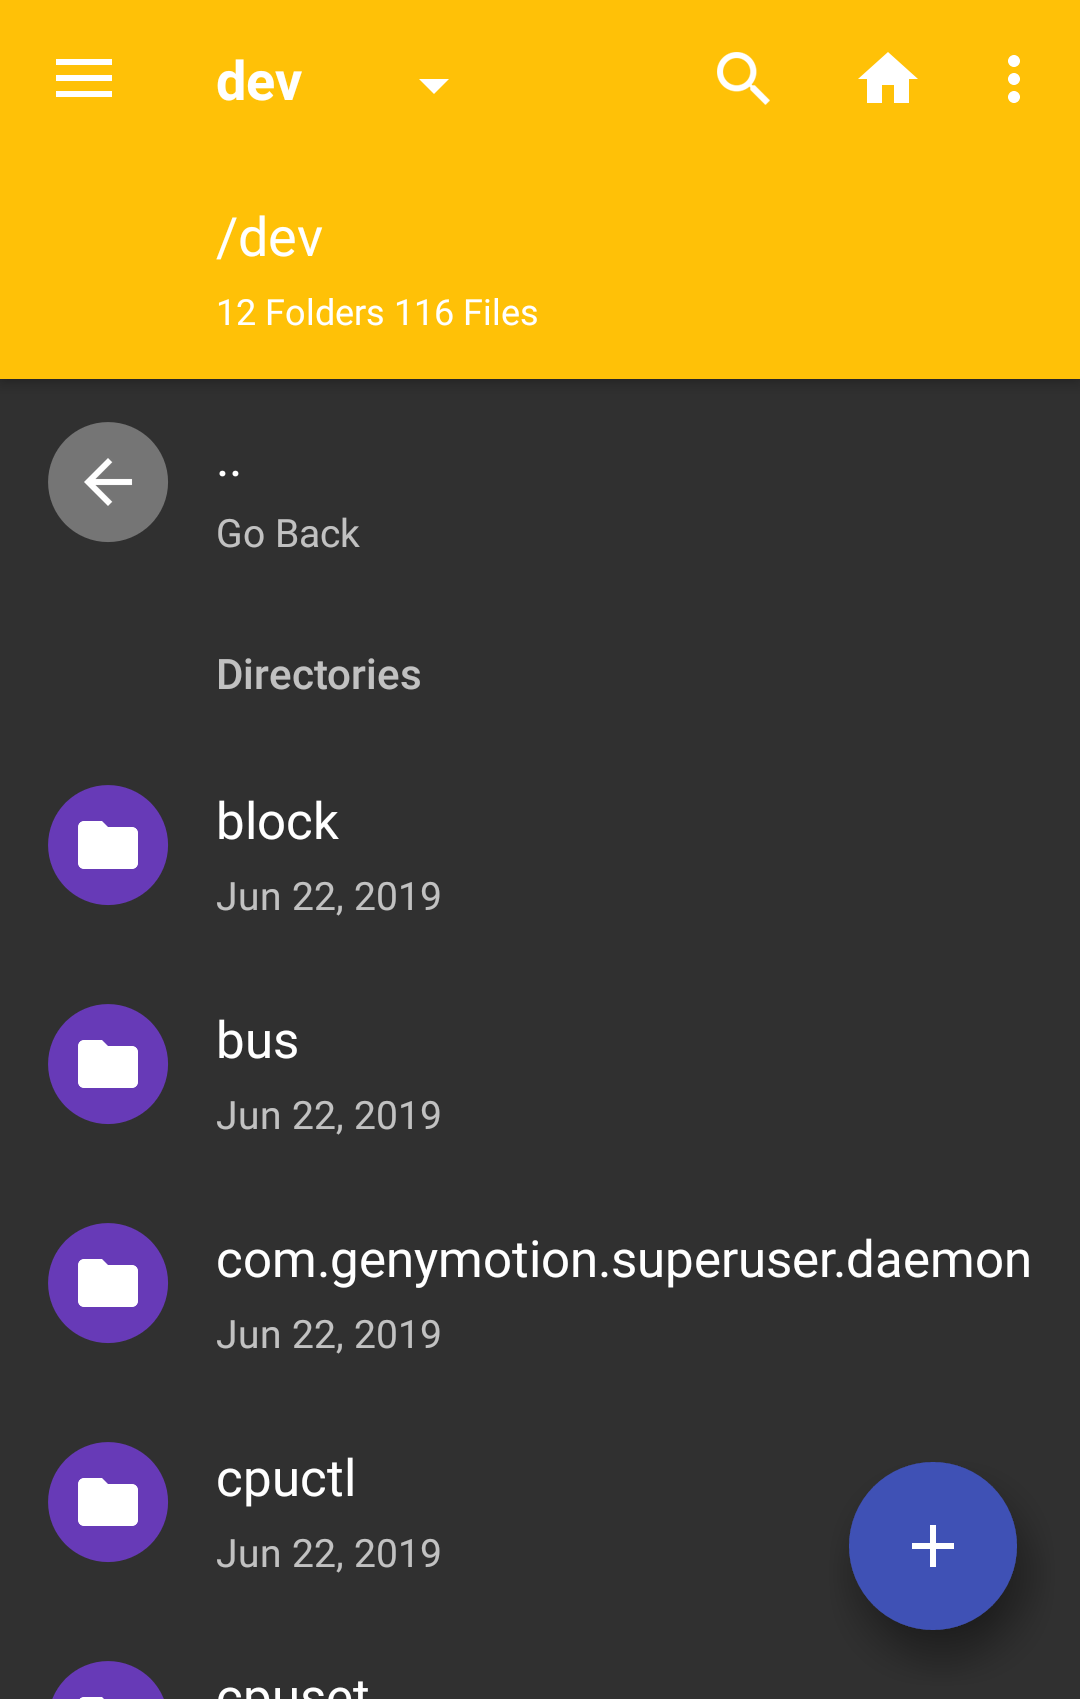 dev
/dev
12 Folders 116 Files
..
Go Back
Directories
block
Jun 22, 2019
bus
Jun 22, 2019
com.genymotion.superuser.daemon
Jun 22, 2019
cpuctl
Jun 22, 2019
cpuset